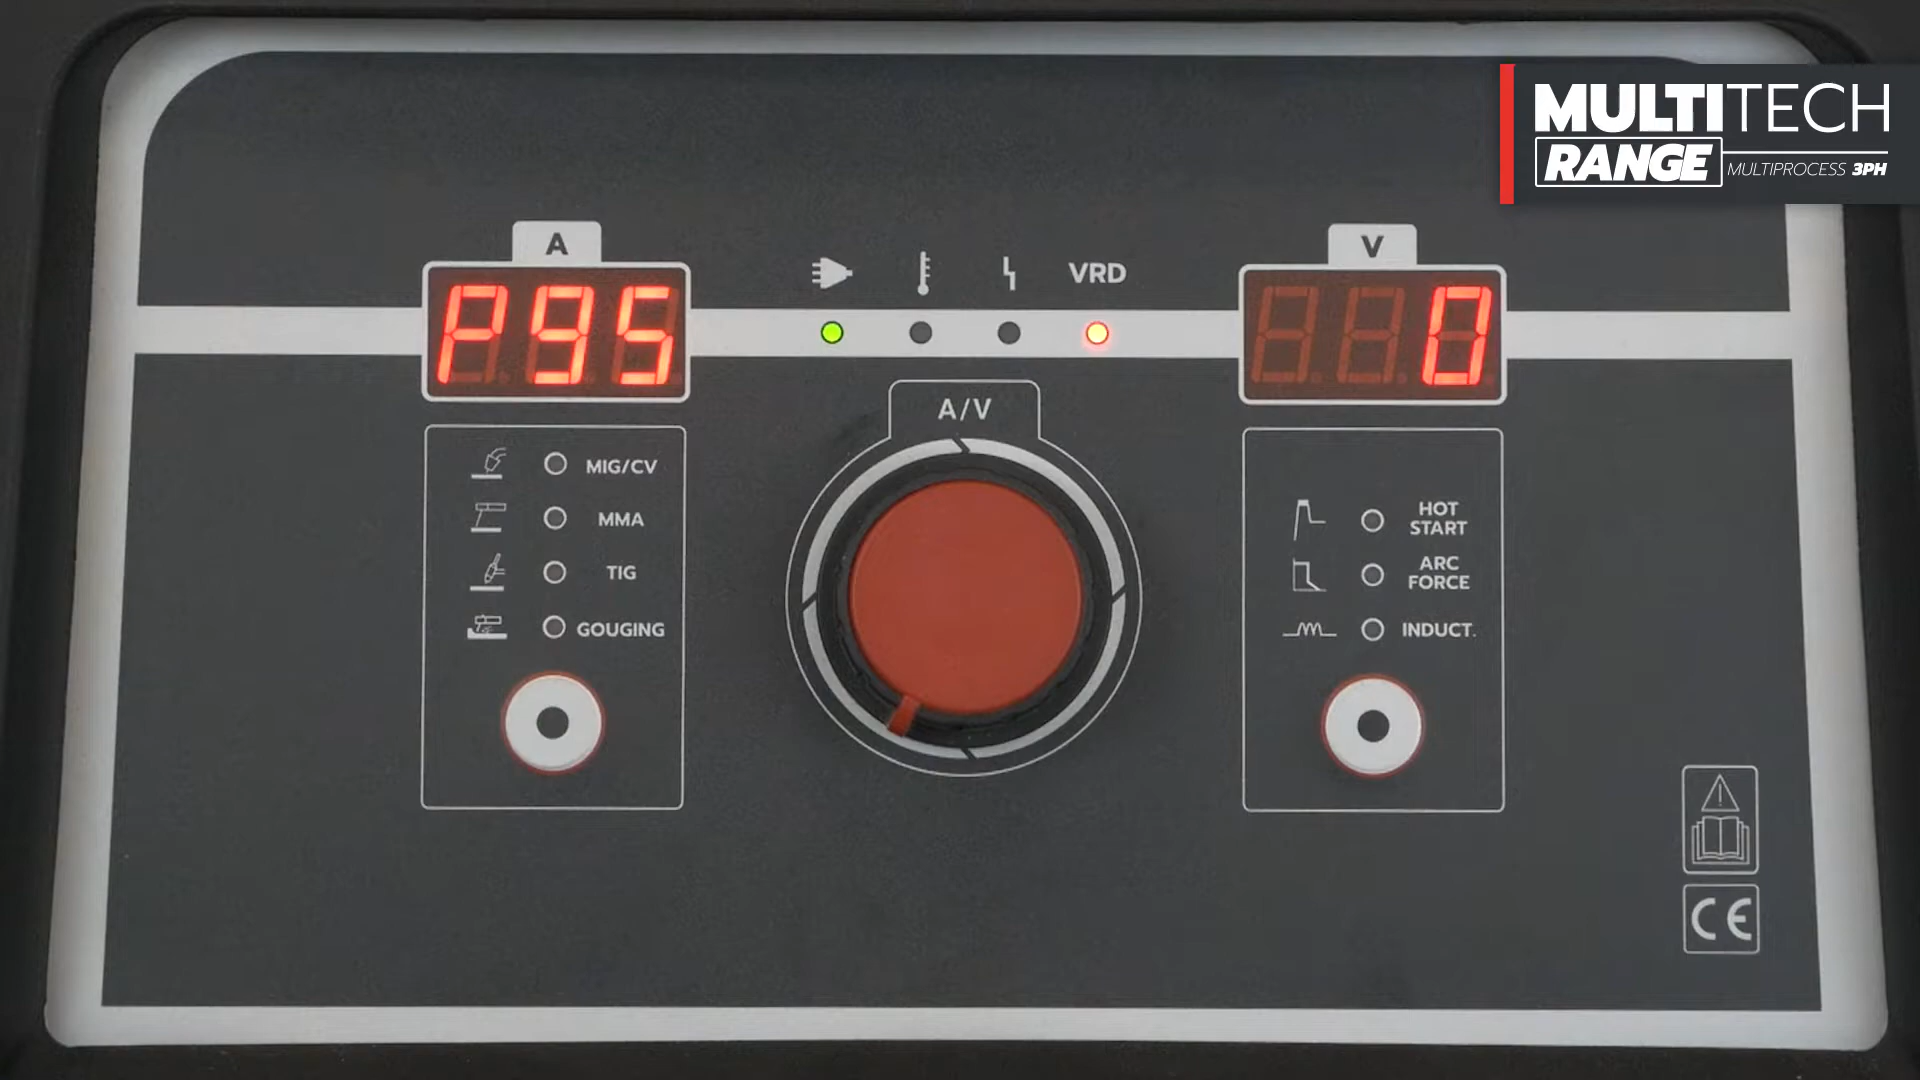 MULTITECH
RANGE MULTIPROCESS 3PH
A
V
VRD
P95
0
A/V
MIG/CV
MMA
TIG
GOUGING
HOT
START
ARC
FORCE
INDUCT.
CE